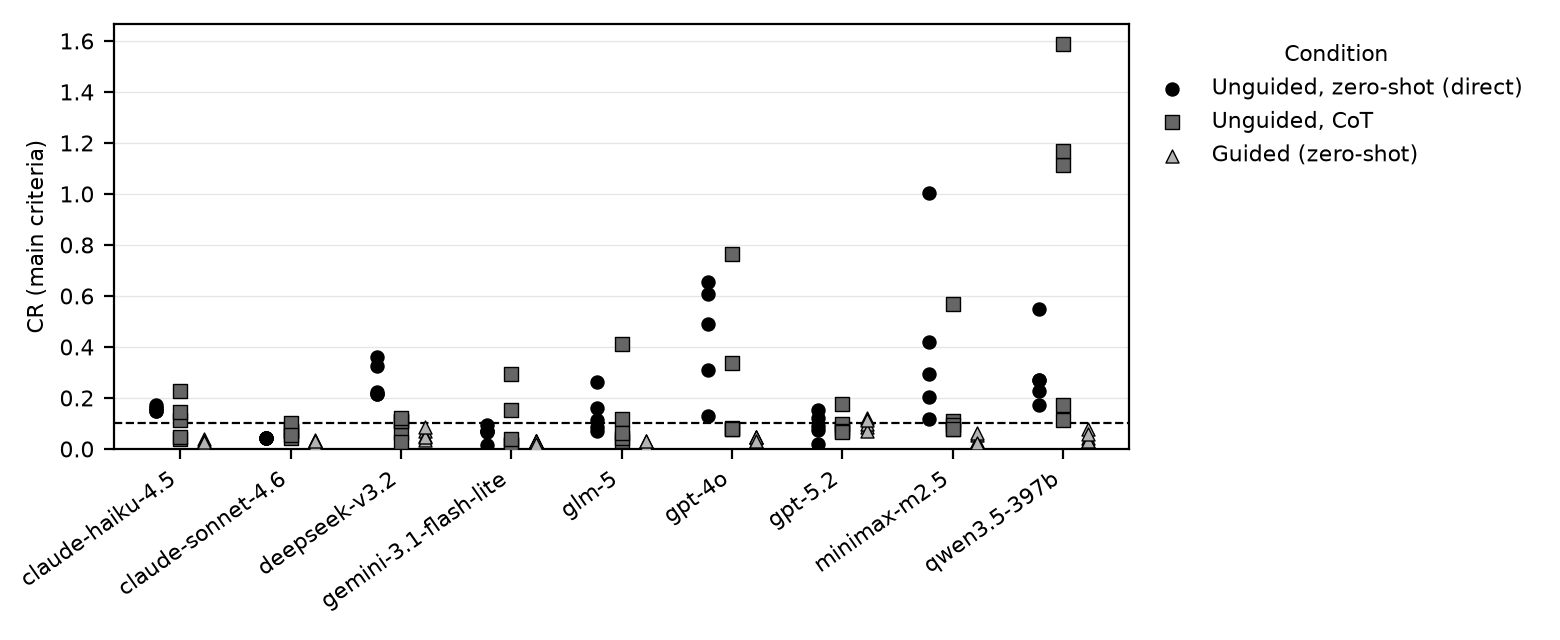 CR (main criteria)
1.6
1.4
1.2
1.0
0.8
0.6
0.4
0.2
0.0
claude-haiku-4.5
claude-sonnet-4.6
deepseek-v3.2
gemini-3.1-flash-lite
glm-5
gpt-4o
gpt-5.2
minimax-m2.5
qwen3.5-397b
Condition
Unguided, zero-shot (direct)
Unguided, CoT
Guided (zero-shot)